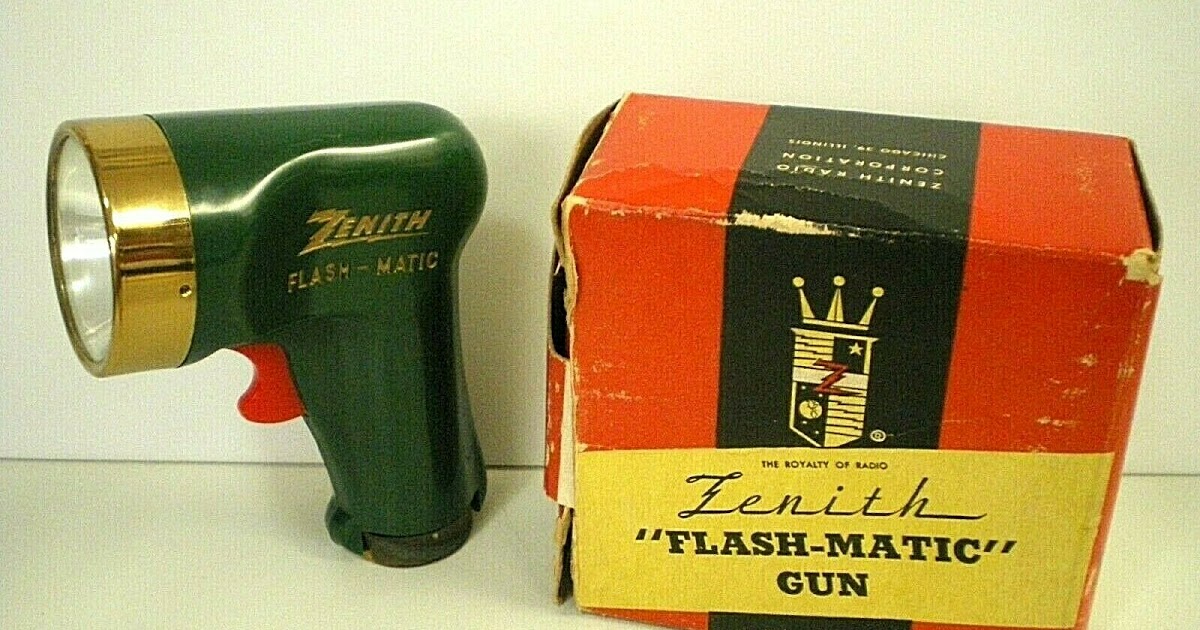 ZENITH
FLASH-MATIC
ZENITH RADIO
CORPORATION
CHICAGO 39, ILLINOIS
Z
®
THE ROYALTY OF RADIO
Zenith
"FLASH-MATIC"
GUN